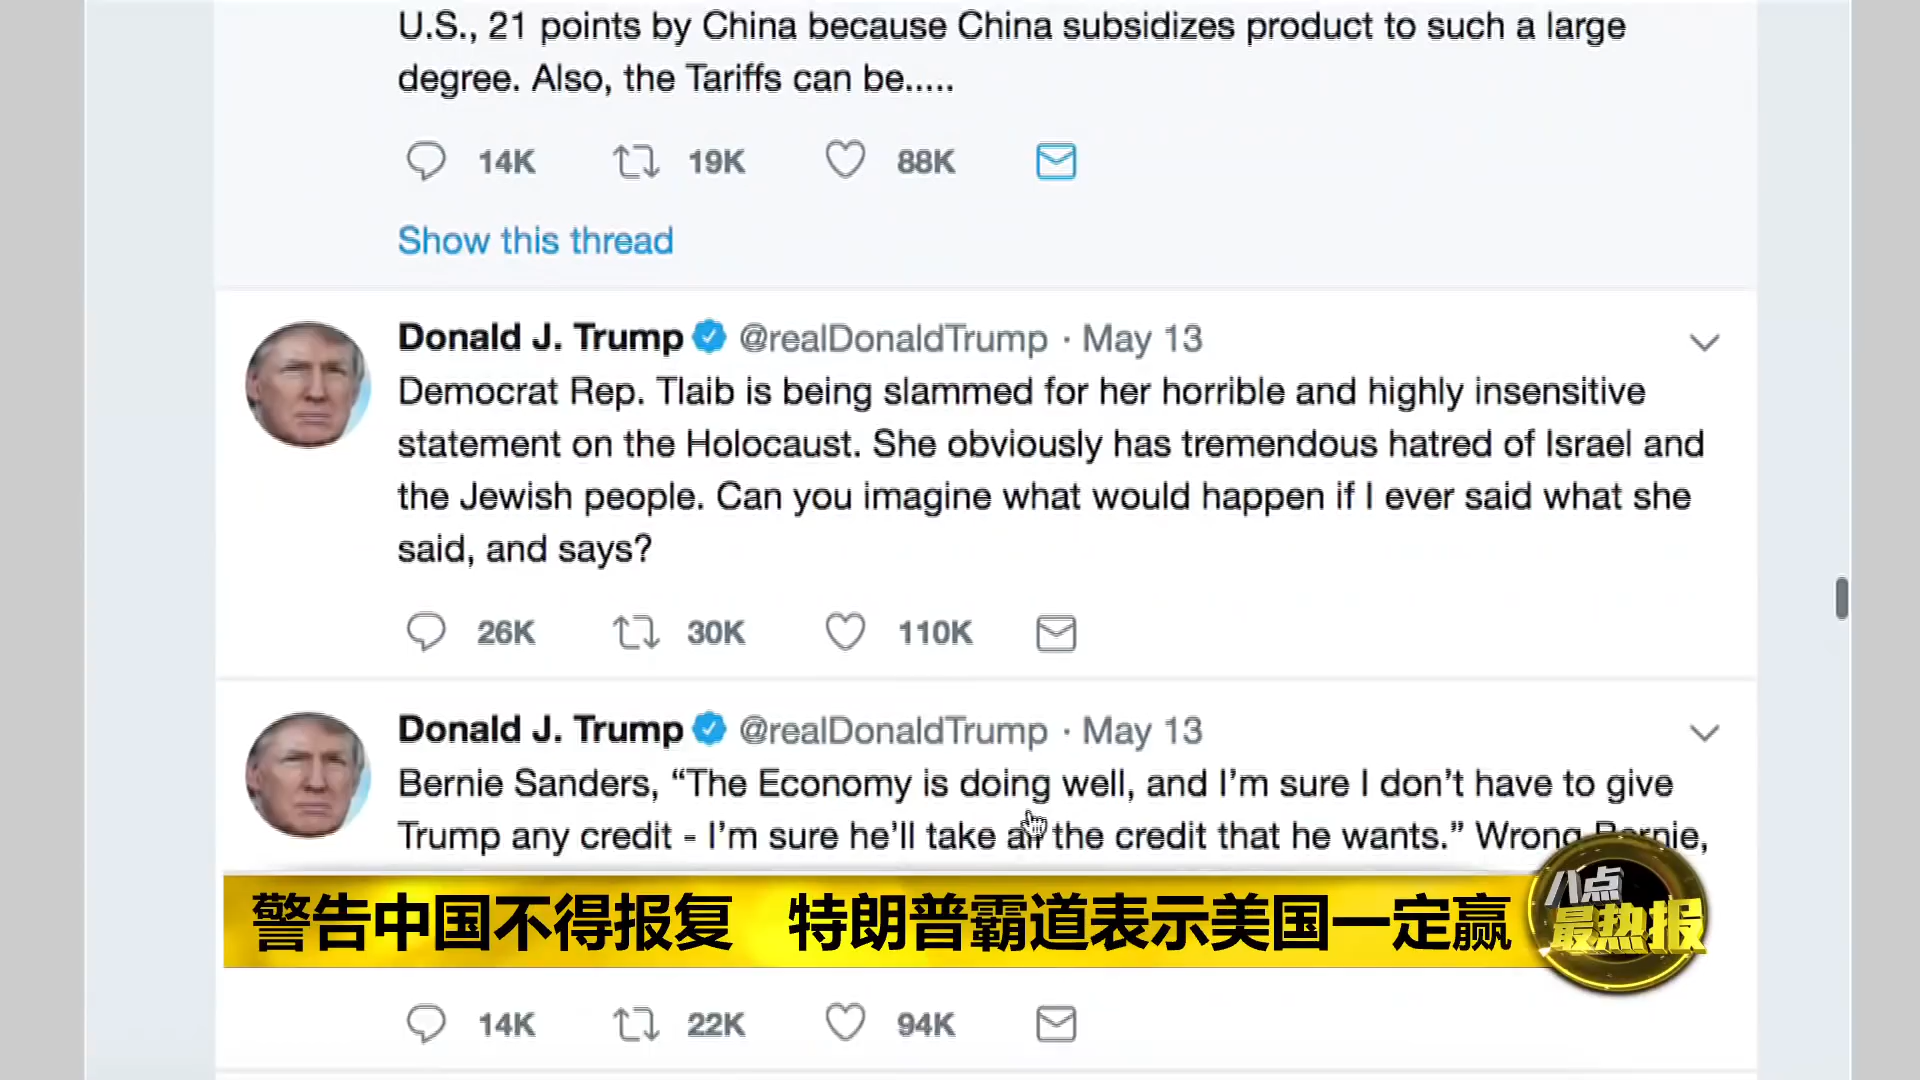 U.S., 21 points by China because China subsidizes product to such a large
degree. Also, the Tariffs can be.....
14K 19K 88K
Show this thread
Donald J. Trump @realDonaldTrump · May 13
Democrat Rep. Tlaib is being slammed for her horrible and highly insensitive
statement on the Holocaust. She obviously has tremendous hatred of Israel and
the Jewish people. Can you imagine what would happen if I ever said what she
said, and says?
26K 30K 110K
Donald J. Trump @realDonaldTrump · May 13
Bernie Sanders, “The Economy is doing well, and I’m sure I don’t have to give
Trump any credit - I’m sure he’ll take all the credit that he wants.” Wrong Bernie,
警告中国不得报复 特朗普霸道表示美国一定赢
八点
最热报
14K 22K 94K